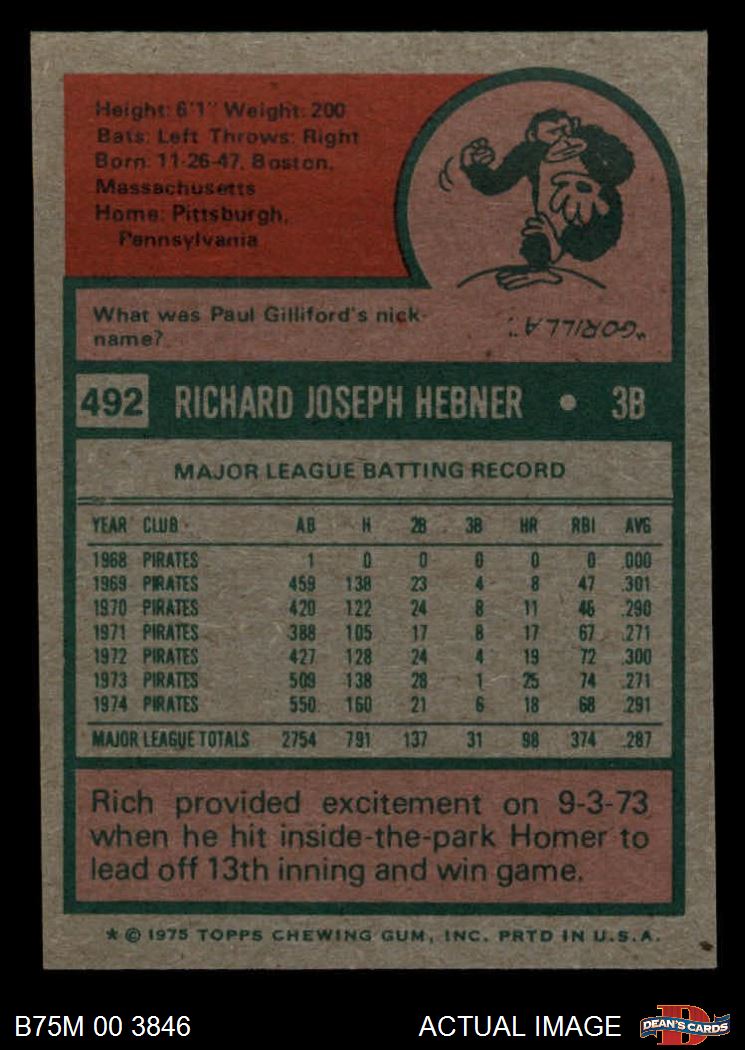 Height: 6'1" Weight: 200
Bats: Left Throws: Right
Born: 11-26-47, Boston,
Massachusetts
Home: Pittsburgh,
Pennsylvania
What was Paul Gilliford's nick-
name?
"GORILLA".
492 RICHARD JOSEPH HEBNER • 3B
MAJOR LEAGUE BATTING RECORD
YEAR CLUB AB H 2B 3B HR RBI AVG
1968 PIRATES 1 0 0 0 0 0 .000
1969 PIRATES 459 138 23 4 8 47 .301
1970 PIRATES 420 122 24 8 11 46 .290
1971 PIRATES 388 105 17 8 17 67 .271
1972 PIRATES 427 128 24 4 19 72 .300
1973 PIRATES 509 138 28 1 25 74 .271
1974 PIRATES 550 160 21 6 18 68 .291
MAJOR LEAGUE TOTALS 2754 791 137 31 98 374 .287
Rich provided excitement on 9-3-73
when he hit inside-the-park Homer to
lead off 13th inning and win game.
* © 1975 TOPPS CHEWING GUM, INC. PRTD IN U.S.A.
B75M 00 3846 ACTUAL IMAGE DEAN'S CARDS